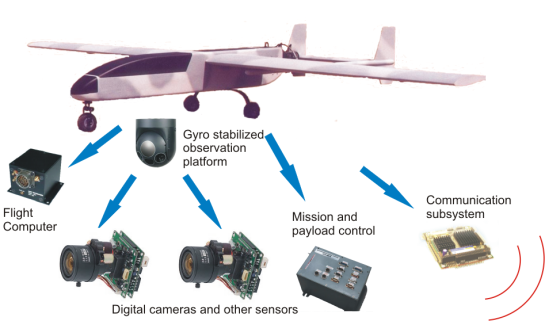 Gyro stabilized
observation
platform
Flight
Computer
Mission and
payload control
Communication
subsystem
Digital cameras and other sensors